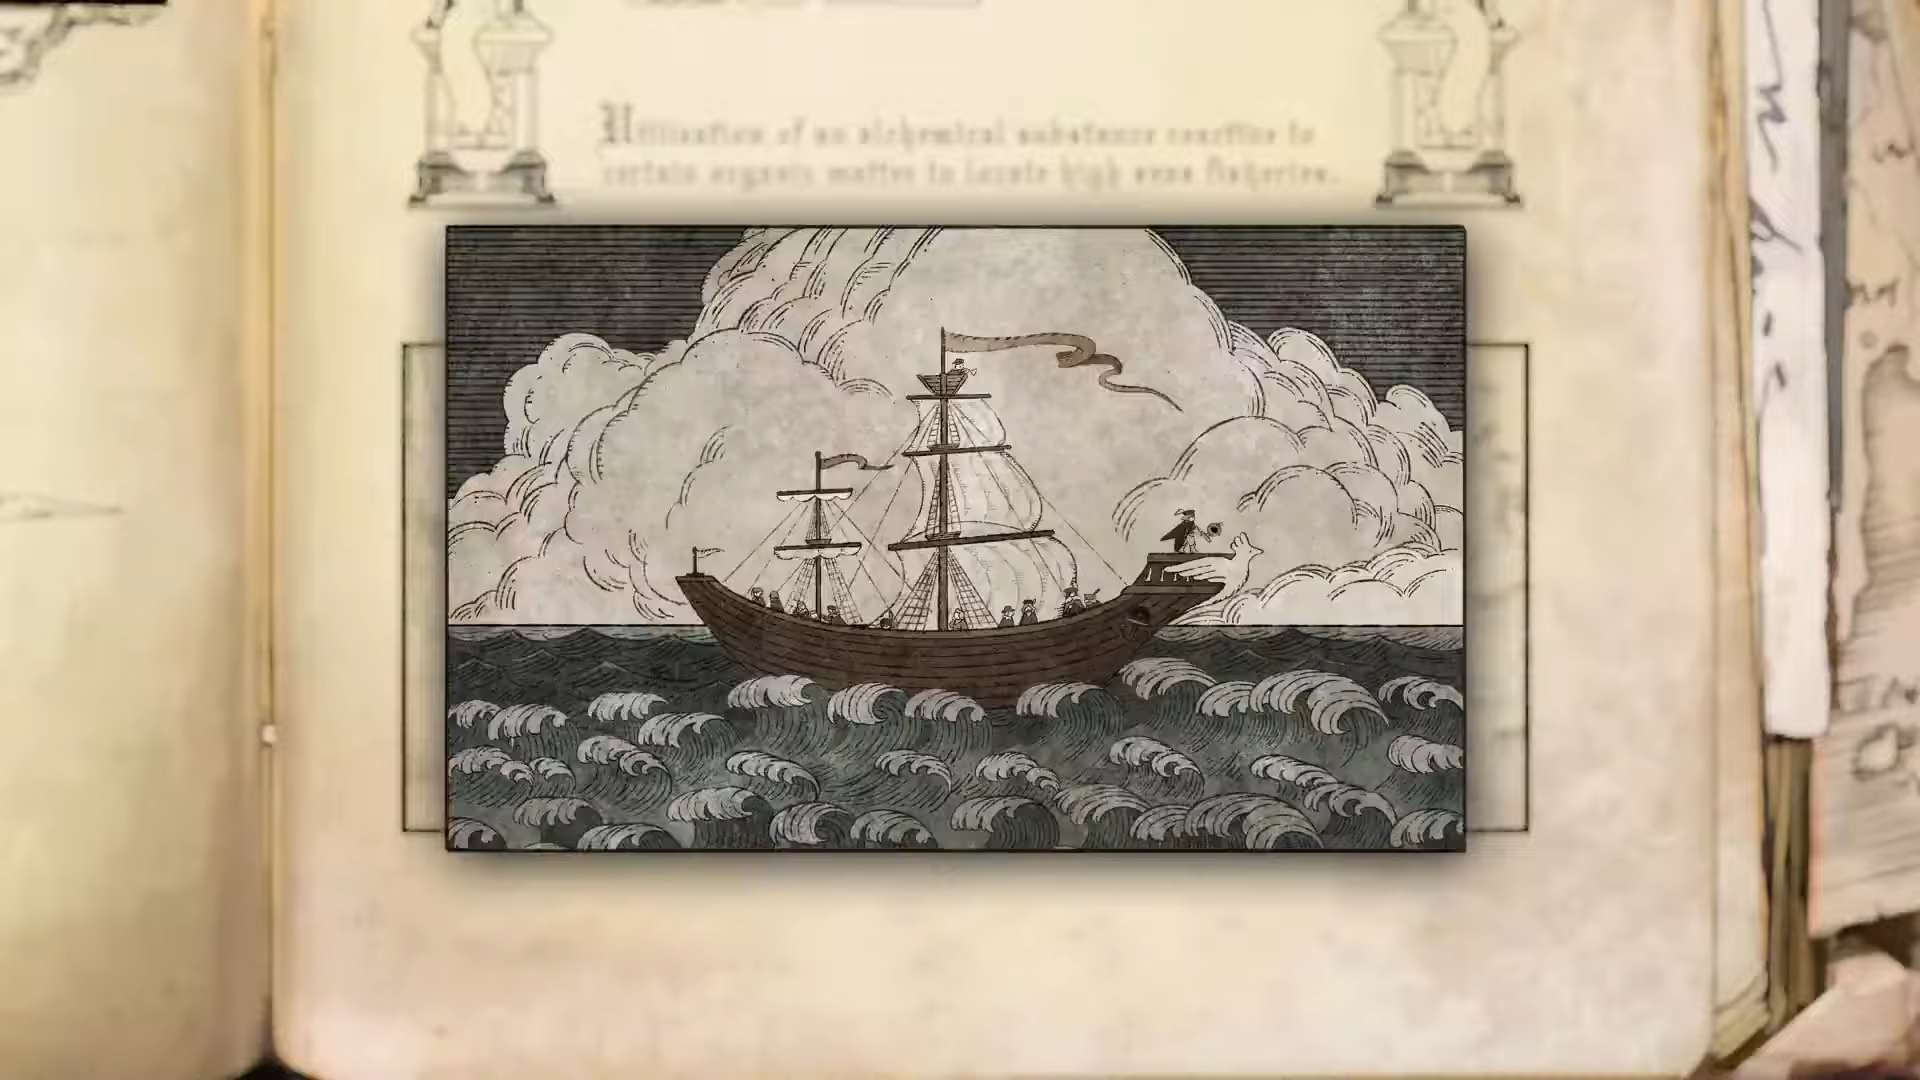 Utilisation of an alchemical substance reactive to
certain organic matter to locate high seas fisheries.